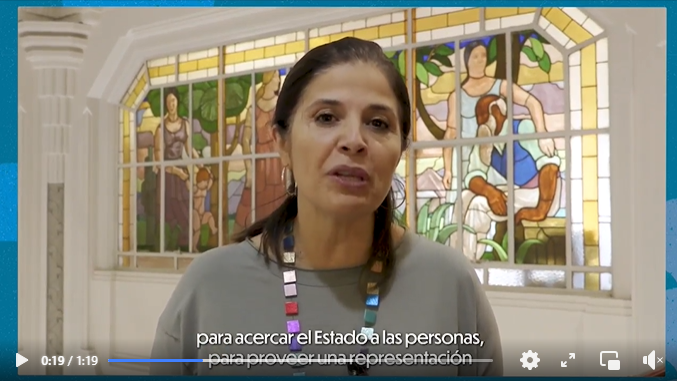 para acercar el Estado a las personas,
para proveer una representación
0:19 / 1:19